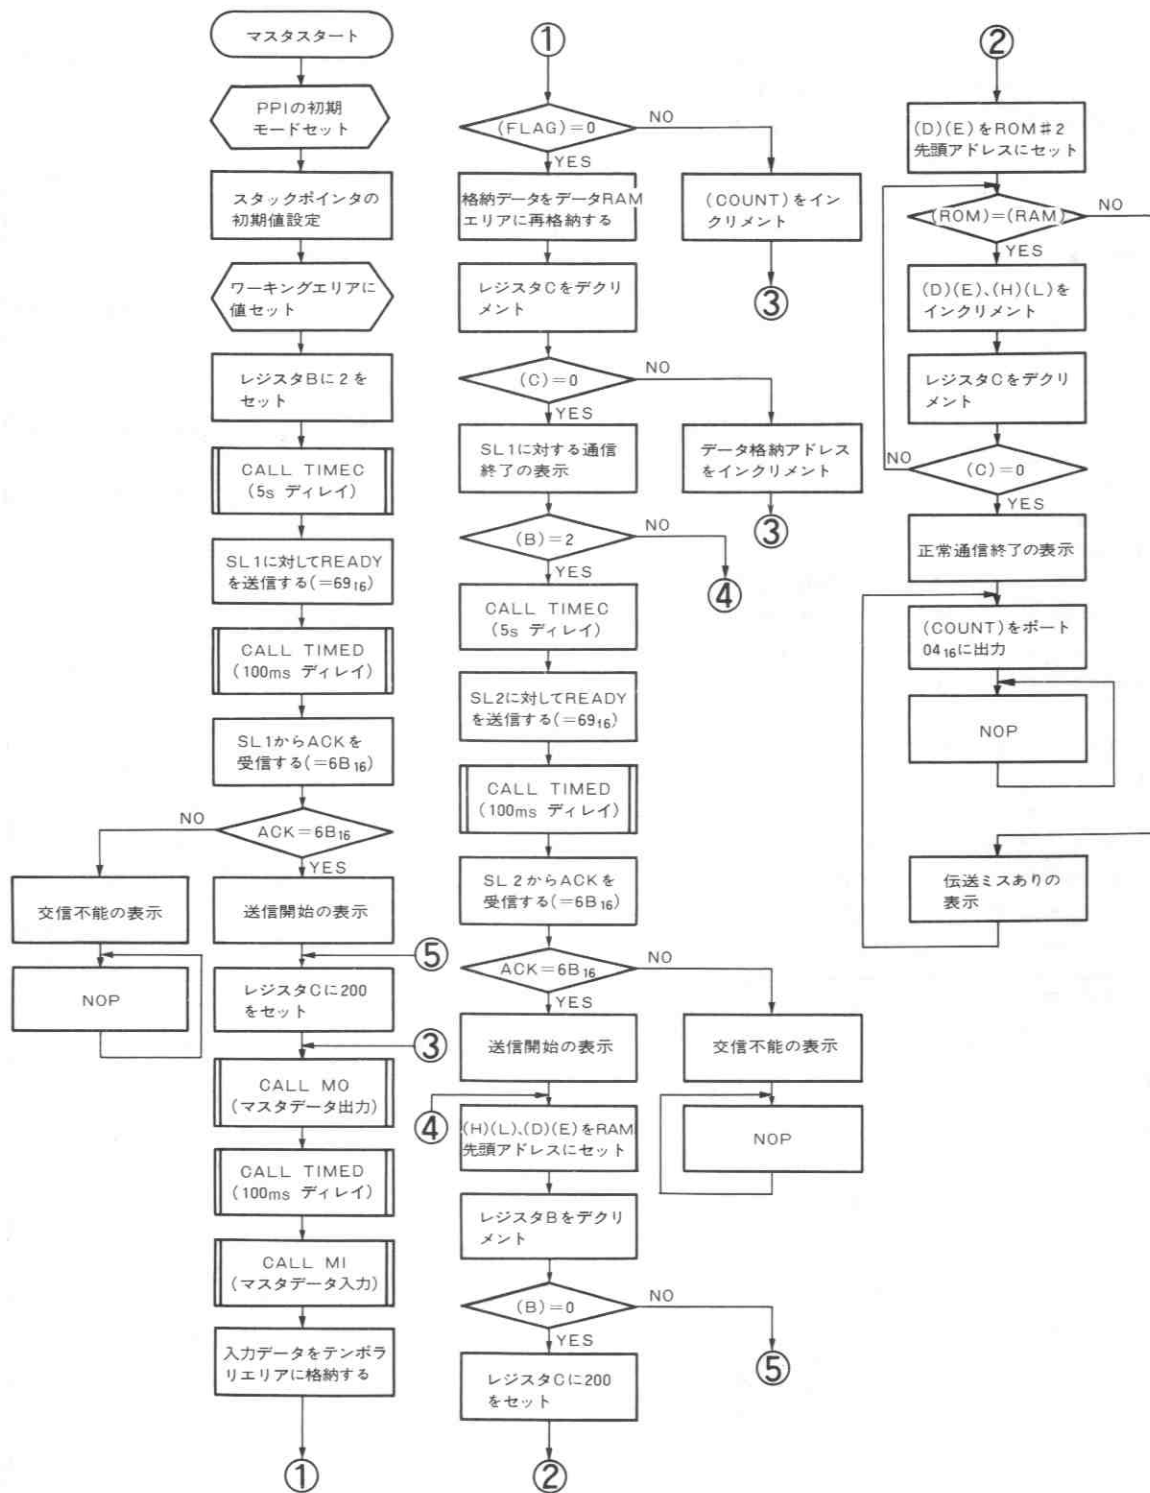 マスタスタート
PPIの初期
モードセット
スタックポインタの
初期値設定
ワーキングエリアに
値セット
レジスタBに2を
セット
CALL TIMEC
(5s ディレイ)
SL1に対してREADY
を送信する(=69₁₆)
CALL TIMED
(100ms ディレイ)
SL1からACKを
受信する(=6B₁₆)
ACK=6B₁₆
NO
YES
交信不能の表示
NOP
送信開始の表示
⑤
レジスタCに200
をセット
③
CALL MO
(マスタデータ出力)
CALL TIMED
(100ms ディレイ)
CALL MI
(マスタデータ入力)
入力データをテンポラ
リエリアに格納する
①
①
(FLAG)=0
NO
YES
格納データをデータRAM
エリアに再格納する
(COUNT)をイン
クリメント
③
レジスタCをデクリ
メント
(C)=0
NO
YES
SL1に対する通信
終了の表示
データ格納アドレス
をインクリメント
③
(B)=2
NO
④
YES
CALL TIMEC
(5s ディレイ)
SL2に対してREADY
を送信する(=69₁₆)
CALL TIMED
(100ms ディレイ)
SL2からACKを
受信する(=6B₁₆)
ACK=6B₁₆
NO
YES
送信開始の表示
交信不能の表示
NOP
④
(H)(L)、(D)(E)をRAM
先頭アドレスにセット
レジスタBをデクリ
メント
(B)=0
NO
⑤
YES
レジスタCに200
をセット
②
②
(D)(E)をROM#2
先頭アドレスにセット
(ROM)=(RAM)
NO
YES
(D)(E)、(H)(L)を
インクリメント
レジスタCをデクリ
メント
(C)=0
NO
YES
正常通信終了の表示
(COUNT)をポート
04₁₆に出力
NOP
伝送ミスありの
表示